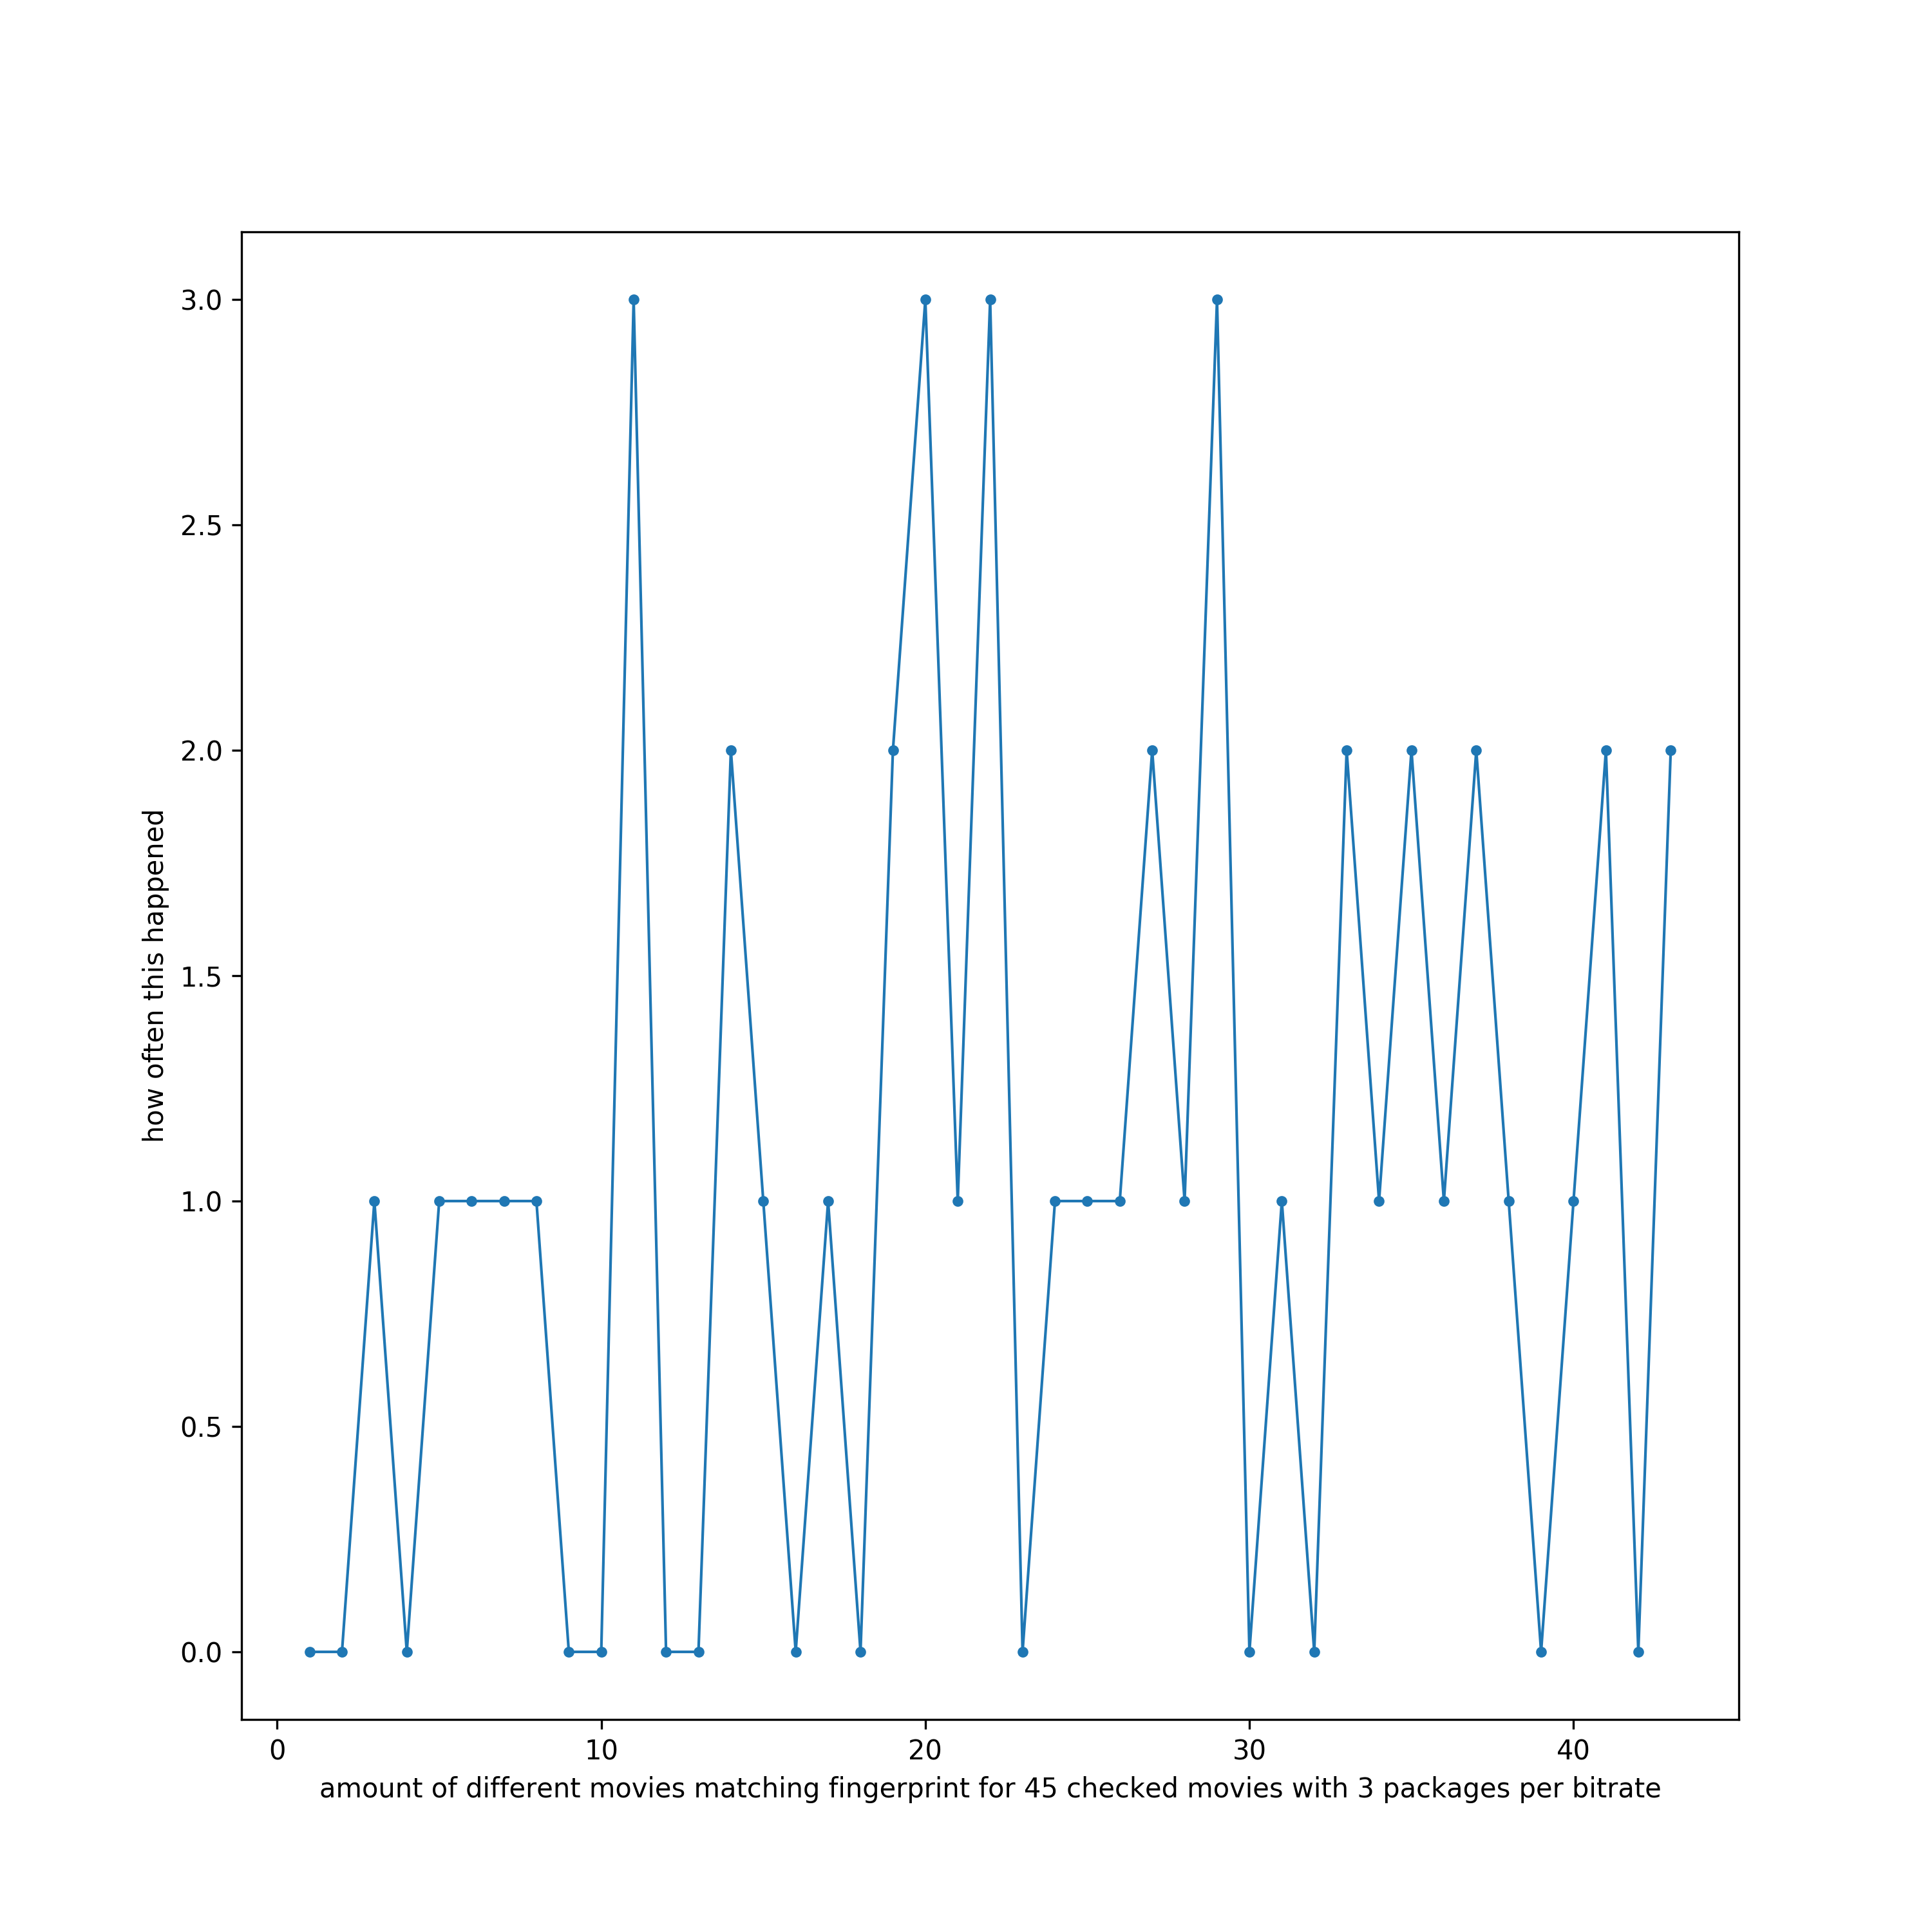 3.0
2.5
2.0
1.5
1.0
0.5
0.0
how often this happened
0 10 20 30 40
amount of different movies matching fingerprint for 45 checked movies with 3 packages per bitrate